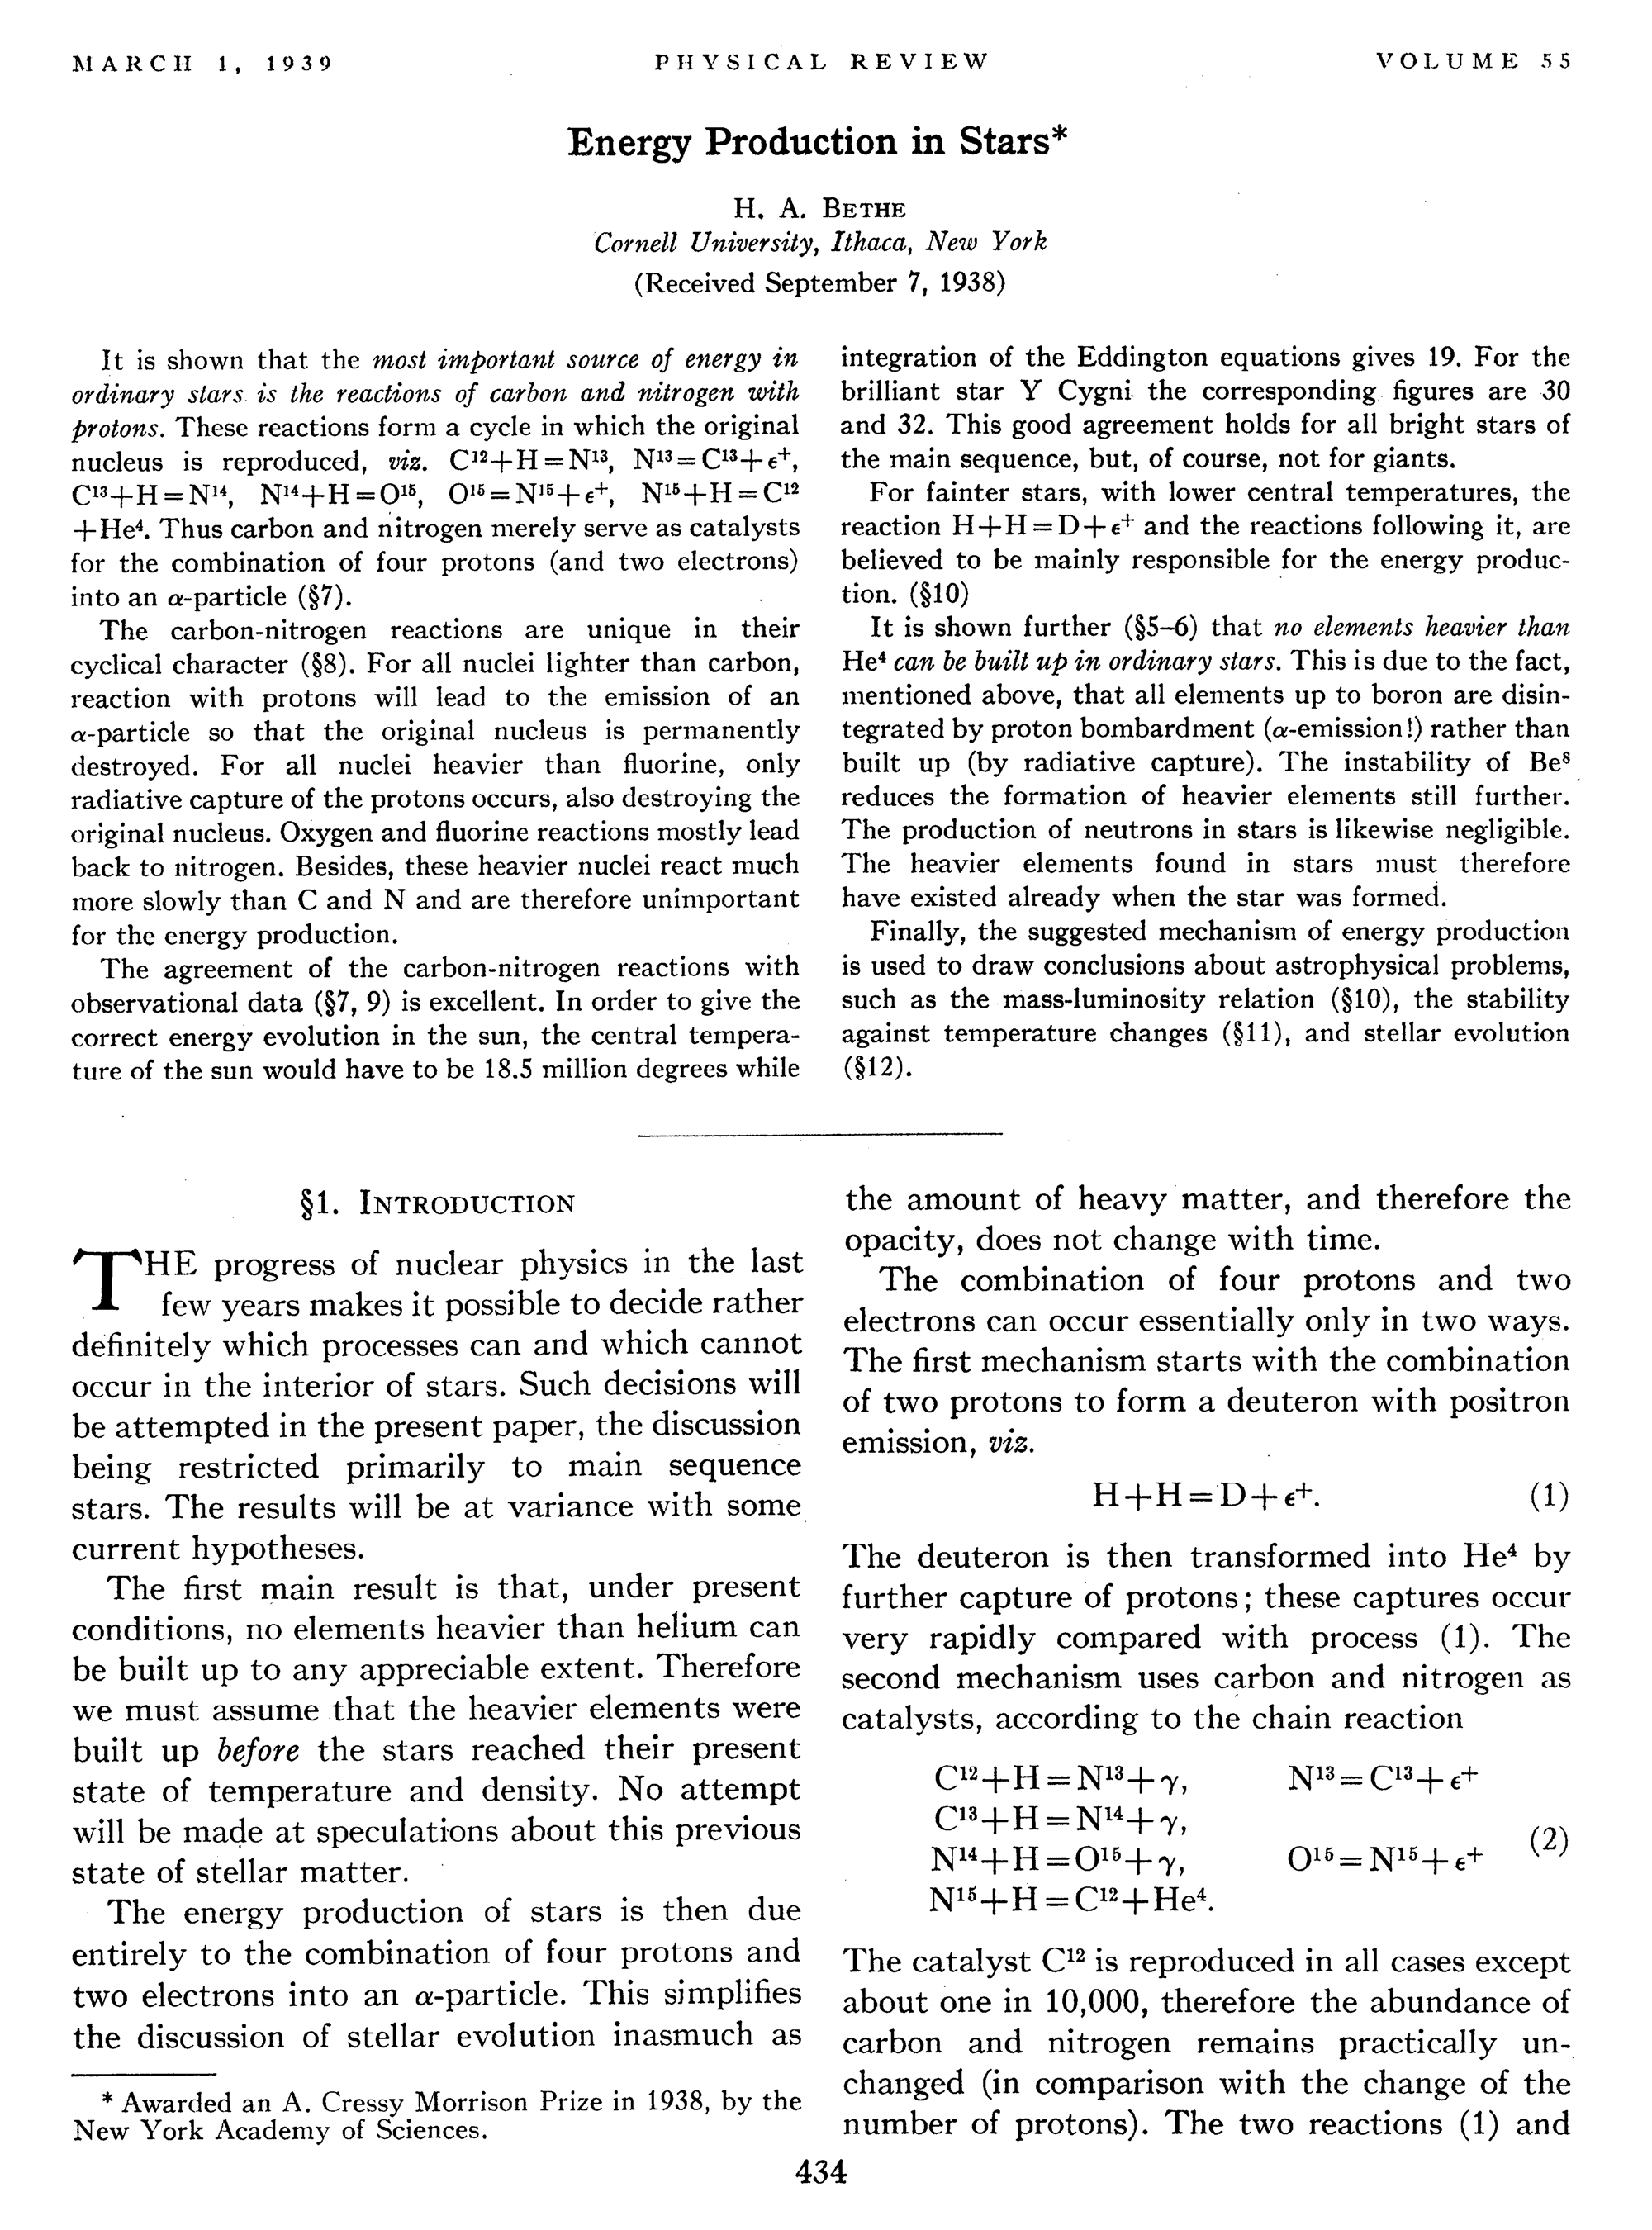 MARCH 1, 1939 PHYSICAL REVIEW VOLUME 55
Energy Production in Stars*
H. A. BETHE
Cornell University, Ithaca, New York
(Received September 7, 1938)
It is shown that the most important source of energy in
ordinary stars is the reactions of carbon and nitrogen with
protons. These reactions form a cycle in which the original
nucleus is reproduced, viz. C¹²+H=N¹³, N¹³=C¹³+ϵ⁺,
C¹³+H=N¹⁴, N¹⁴+H=O¹⁵, O¹⁵=N¹⁵+ϵ⁺, N¹⁵+H=C¹²
+He⁴. Thus carbon and nitrogen merely serve as catalysts
for the combination of four protons (and two electrons)
into an α-particle (§7).
The carbon-nitrogen reactions are unique in their
cyclical character (§8). For all nuclei lighter than carbon,
reaction with protons will lead to the emission of an
α-particle so that the original nucleus is permanently
destroyed. For all nuclei heavier than fluorine, only
radiative capture of the protons occurs, also destroying the
original nucleus. Oxygen and fluorine reactions mostly lead
back to nitrogen. Besides, these heavier nuclei react much
more slowly than C and N and are therefore unimportant
for the energy production.
The agreement of the carbon-nitrogen reactions with
observational data (§7, 9) is excellent. In order to give the
correct energy evolution in the sun, the central tempera-
ture of the sun would have to be 18.5 million degrees while
integration of the Eddington equations gives 19. For the
brilliant star Y Cygni the corresponding figures are 30
and 32. This good agreement holds for all bright stars of
the main sequence, but, of course, not for giants.
For fainter stars, with lower central temperatures, the
reaction H+H=D+ϵ⁺ and the reactions following it, are
believed to be mainly responsible for the energy produc-
tion. (§10)
It is shown further (§5–6) that no elements heavier than
He⁴ can be built up in ordinary stars. This is due to the fact,
mentioned above, that all elements up to boron are disin-
tegrated by proton bombardment (α-emission!) rather than
built up (by radiative capture). The instability of Be⁸
reduces the formation of heavier elements still further.
The production of neutrons in stars is likewise negligible.
The heavier elements found in stars must therefore
have existed already when the star was formed.
Finally, the suggested mechanism of energy production
is used to draw conclusions about astrophysical problems,
such as the mass-luminosity relation (§10), the stability
against temperature changes (§11), and stellar evolution
(§12).
§1. INTRODUCTION
THE progress of nuclear physics in the last
few years makes it possible to decide rather
definitely which processes can and which cannot
occur in the interior of stars. Such decisions will
be attempted in the present paper, the discussion
being restricted primarily to main sequence
stars. The results will be at variance with some
current hypotheses.
The first main result is that, under present
conditions, no elements heavier than helium can
be built up to any appreciable extent. Therefore
we must assume that the heavier elements were
built up before the stars reached their present
state of temperature and density. No attempt
will be made at speculations about this previous
state of stellar matter.
The energy production of stars is then due
entirely to the combination of four protons and
two electrons into an α-particle. This simplifies
the discussion of stellar evolution inasmuch as
* Awarded an A. Cressy Morrison Prize in 1938, by the
New York Academy of Sciences.
the amount of heavy matter, and therefore the
opacity, does not change with time.
The combination of four protons and two
electrons can occur essentially only in two ways.
The first mechanism starts with the combination
of two protons to form a deuteron with positron
emission, viz.
H+H=D+ϵ⁺. (1)
The deuteron is then transformed into He⁴ by
further capture of protons; these captures occur
very rapidly compared with process (1). The
second mechanism uses carbon and nitrogen as
catalysts, according to the chain reaction
C¹²+H=N¹³+γ, N¹³=C¹³+ϵ⁺
C¹³+H=N¹⁴+γ,
N¹⁴+H=O¹⁵+γ, O¹⁵=N¹⁵+ϵ⁺ (2)
N¹⁵+H=C¹²+He⁴.
The catalyst C¹² is reproduced in all cases except
about one in 10,000, therefore the abundance of
carbon and nitrogen remains practically un-
changed (in comparison with the change of the
number of protons). The two reactions (1) and
434